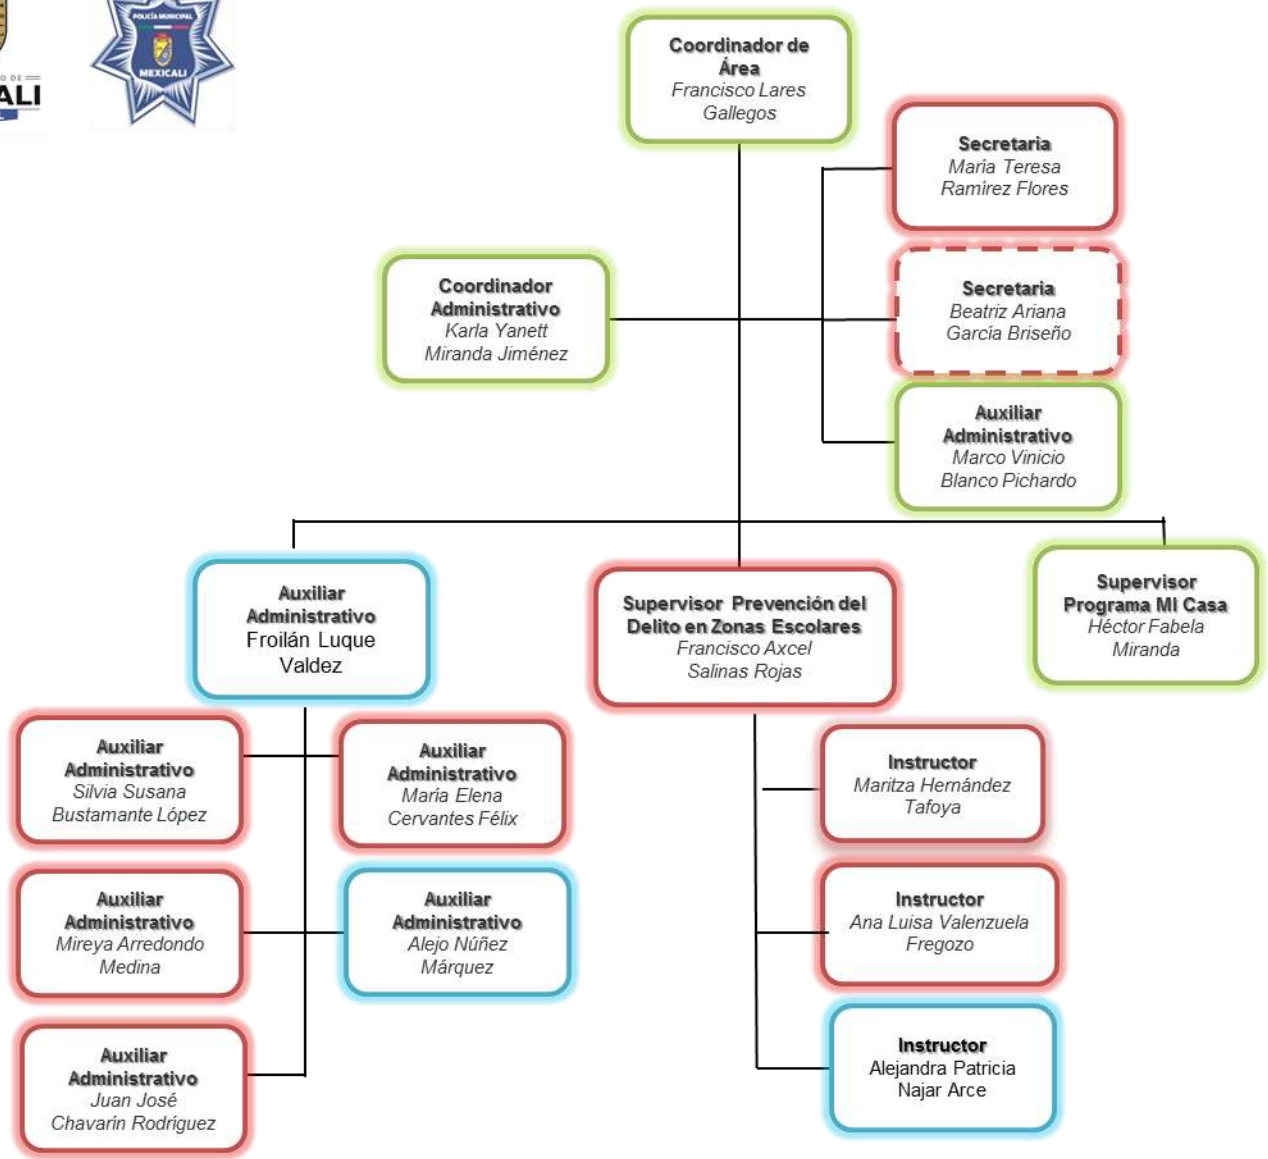 POLICÍA MUNICIPAL
MEXICALI
O DE
ALI
Coordinador de
Área
Francisco Lares
Gallegos
Secretaria
María Teresa
Ramírez Flores
Coordinador
Administrativo
Karla Yanett
Miranda Jiménez
Secretaria
Beatriz Ariana
García Briseño
Auxiliar
Administrativo
Marco Vinicio
Blanco Pichardo
Auxiliar
Administrativo
Froilán Luque
Valdez
Supervisor Prevención del
Delito en Zonas Escolares
Francisco Axcel
Salinas Rojas
Supervisor
Programa MI Casa
Héctor Fabela
Miranda
Auxiliar
Administrativo
Silvia Susana
Bustamante López
Auxiliar
Administrativo
María Elena
Cervantes Félix
Instructor
Maritza Hernández
Tafoya
Auxiliar
Administrativo
Mireya Arredondo
Medina
Auxiliar
Administrativo
Alejo Núñez
Márquez
Instructor
Ana Luisa Valenzuela
Fregozo
Auxiliar
Administrativo
Juan José
Chavarín Rodríguez
Instructor
Alejandra Patricia
Najar Arce